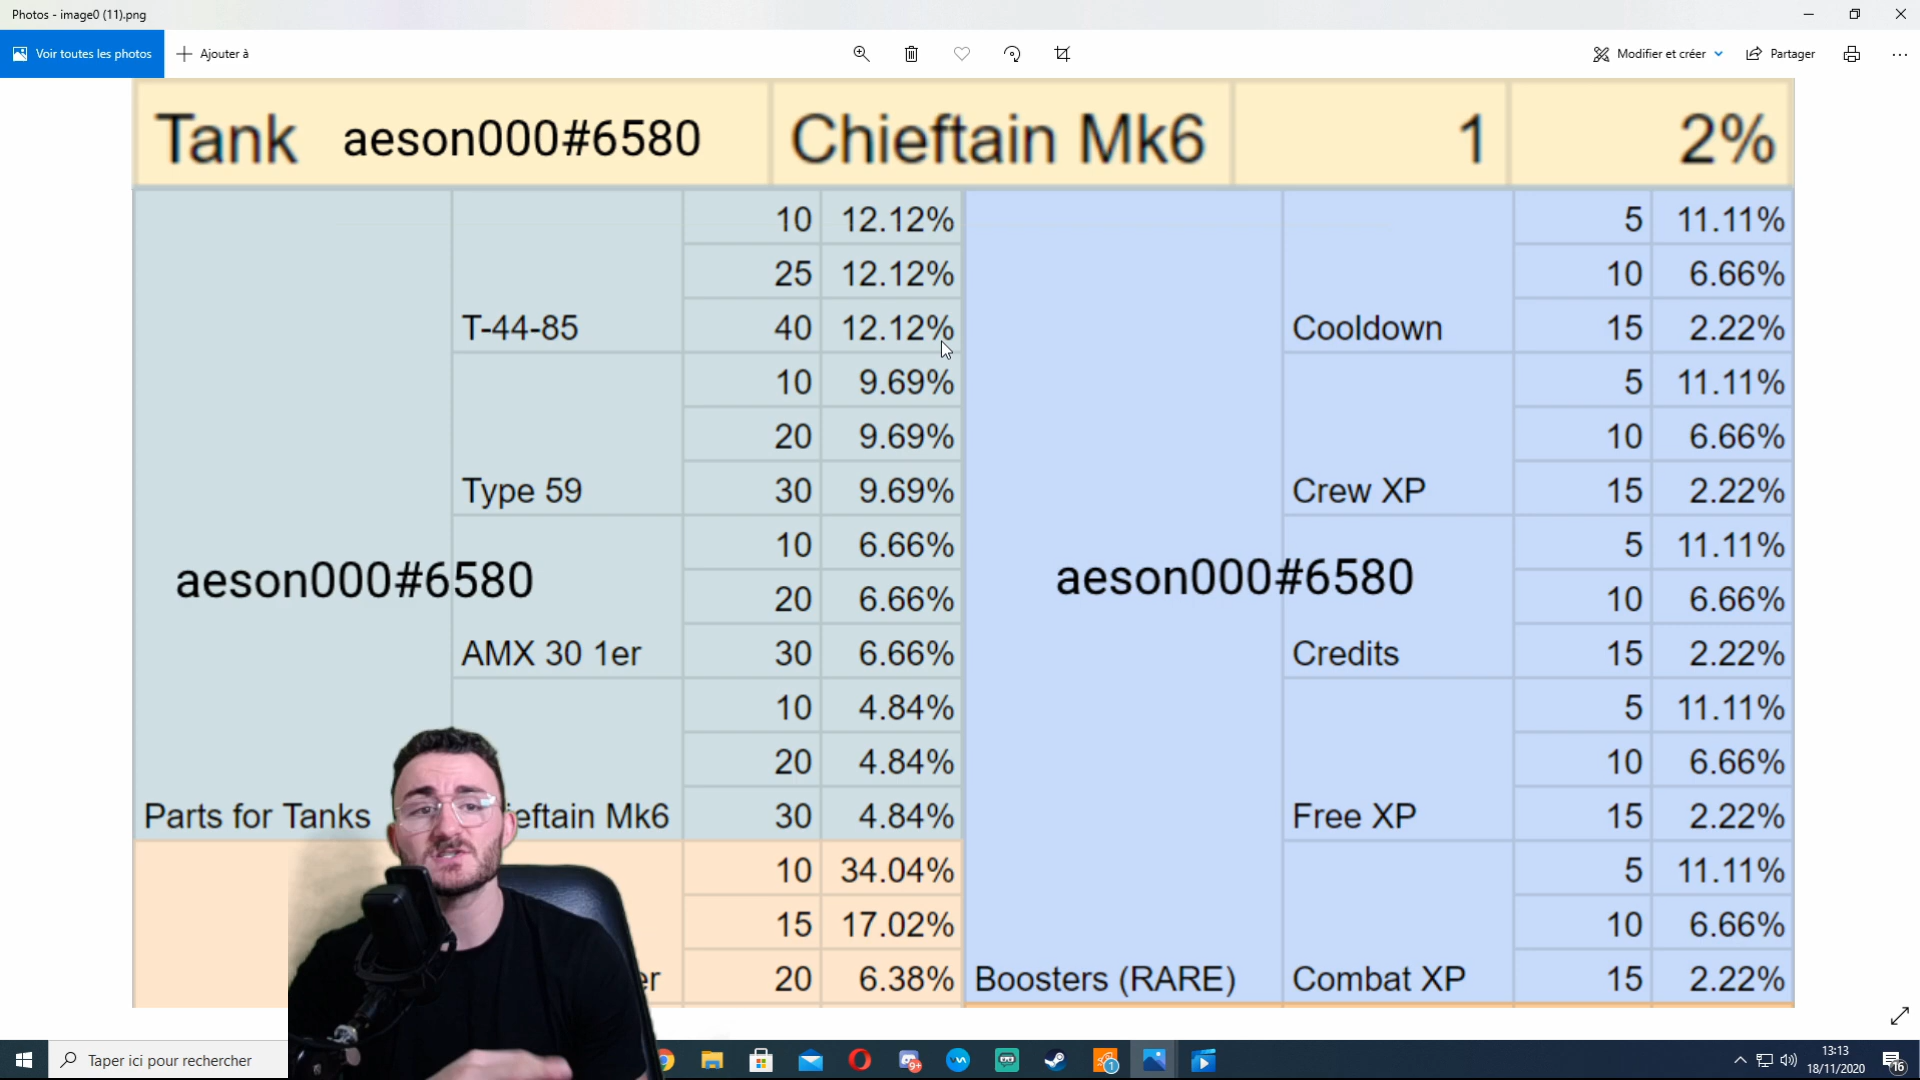 Photos - image0 (11).png
Voir toutes les photos
Ajouter à
Modifier et créer
Partager
Tank aeson000#6580 Chieftain Mk6 1 2%
10 12.12% 5 11.11%
25 12.12% 10 6.66%
T-44-85 40 12.12% Cooldown 15 2.22%
10 9.69% 5 11.11%
20 9.69% 10 6.66%
Type 59 30 9.69% Crew XP 15 2.22%
10 6.66% 5 11.11%
aeson000#6580 aeson000#6580
20 6.66% 10 6.66%
AMX 30 1er 30 6.66% Credits 15 2.22%
10 4.84% 5 11.11%
20 4.84% 10 6.66%
Parts for Tanks eftain Mk6 30 4.84% Free XP 15 2.22%
10 34.04% 5 11.11%
15 17.02% 10 6.66%
er 20 6.38% Boosters (RARE) Combat XP 15 2.22%
Taper ici pour rechercher
9+
1
13:13
18/11/2020
16